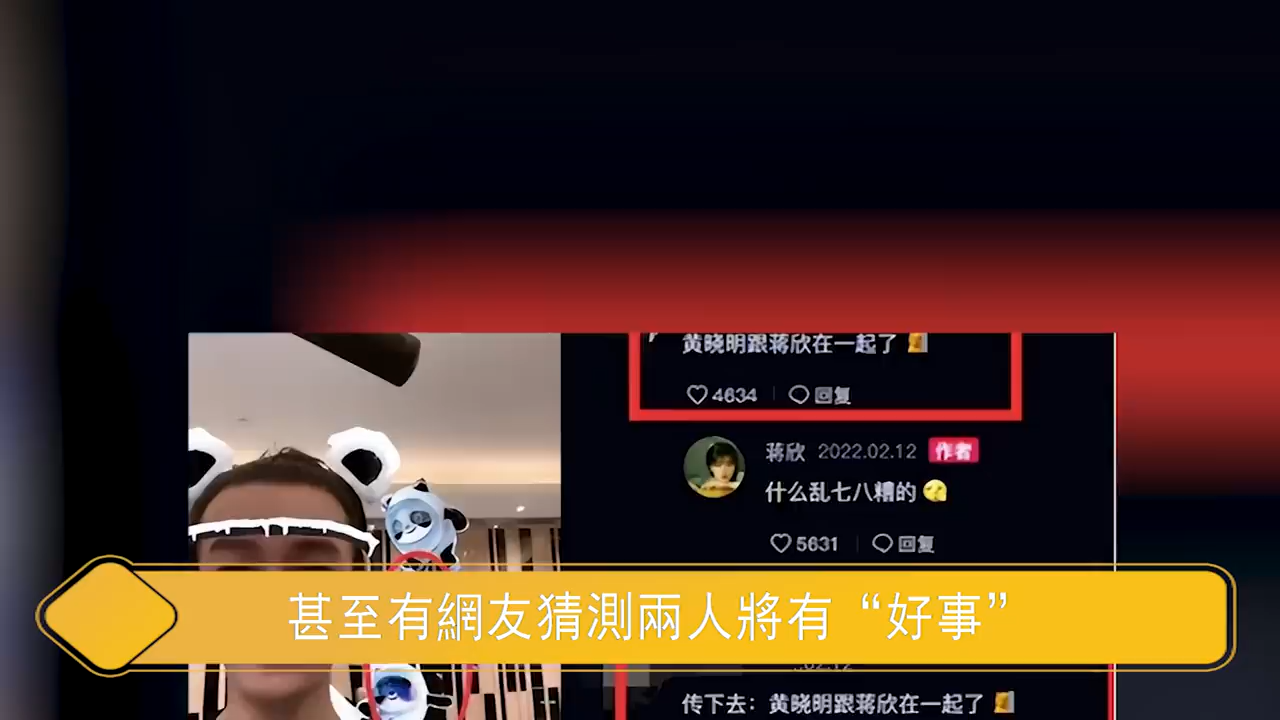 黄晓明跟蒋欣在一起了
4634 回复
蒋欣 2022.02.12 作者
什么乱七八糟的
5631 回复
甚至有網友猜測兩人將有“好事”
传下去：黄晓明跟蒋欣在一起了